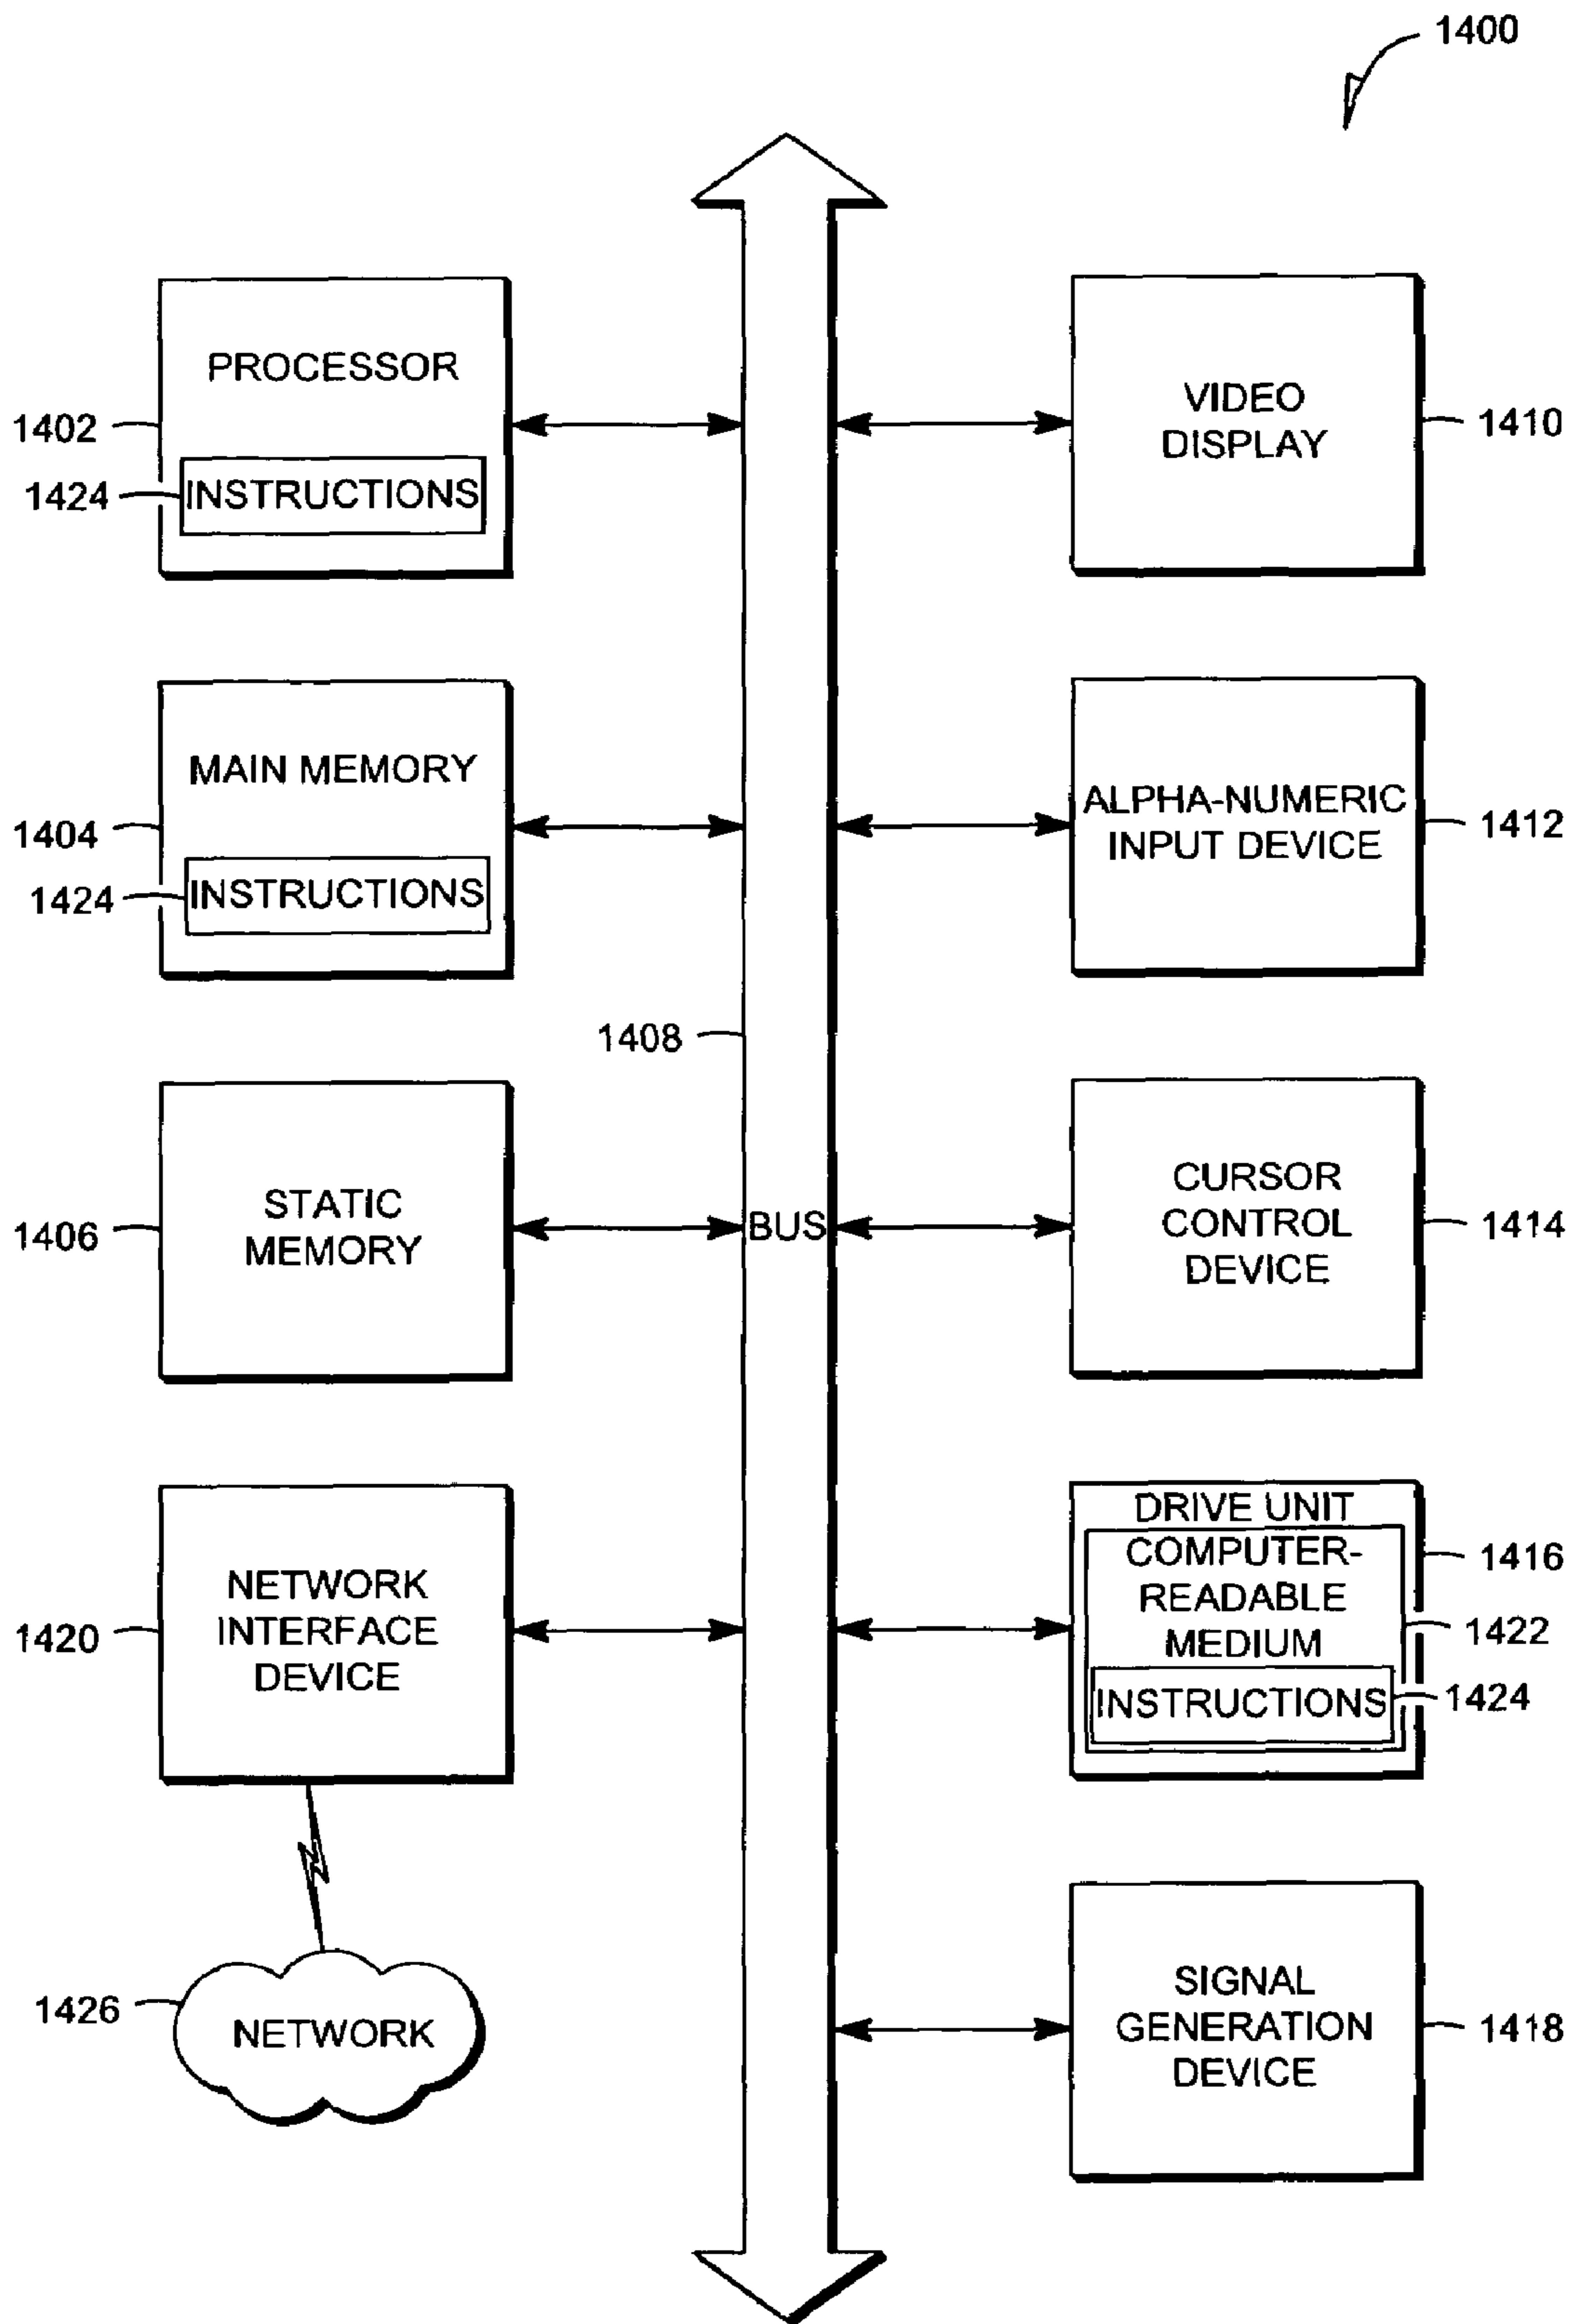 1400
PROCESSOR
1402
1424
INSTRUCTIONS
VIDEO
DISPLAY
1410
MAIN MEMORY
1404
1424
INSTRUCTIONS
ALPHA-NUMERIC
INPUT DEVICE
1412
1408
STATIC
MEMORY
1406
BUS
CURSOR
CONTROL
DEVICE
1414
NETWORK
INTERFACE
DEVICE
1420
DRIVE UNIT
COMPUTER-
READABLE
MEDIUM
1416
1422
INSTRUCTIONS
1424
1426
NETWORK
SIGNAL
GENERATION
DEVICE
1418